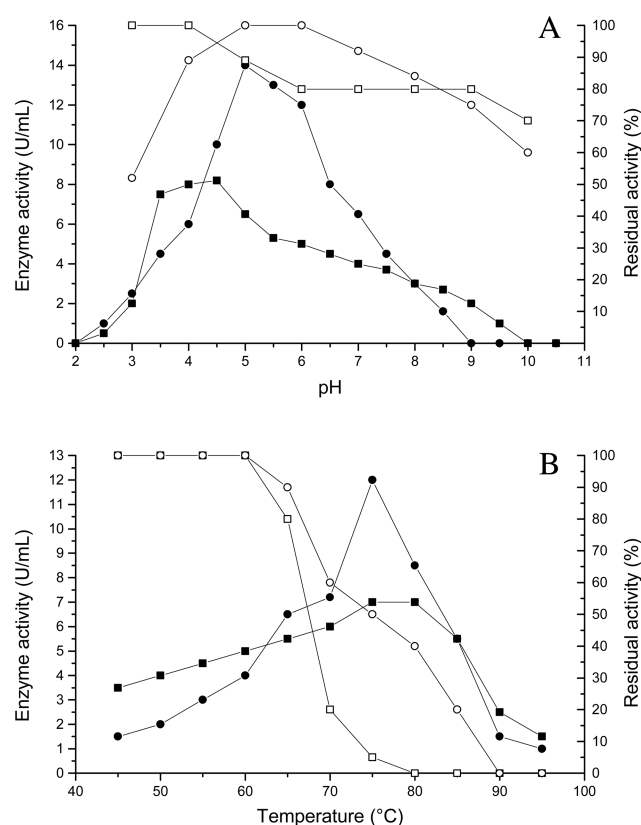 A
16 100
14 90
12 80
10 70
8 60
6 50
4 40
2 30
0 20
10
0
Enzyme activity (U/mL)
Residual activity (%)
2 3 4 5 6 7 8 9 10 11
pH
B
13 100
12 90
11 80
10 70
9 60
8 50
7 40
6 30
5 20
4 10
3 0
2
1
0
Enzyme activity (U/mL)
Residual activity (%)
40 50 60 70 80 90 100
Temperature (°C)